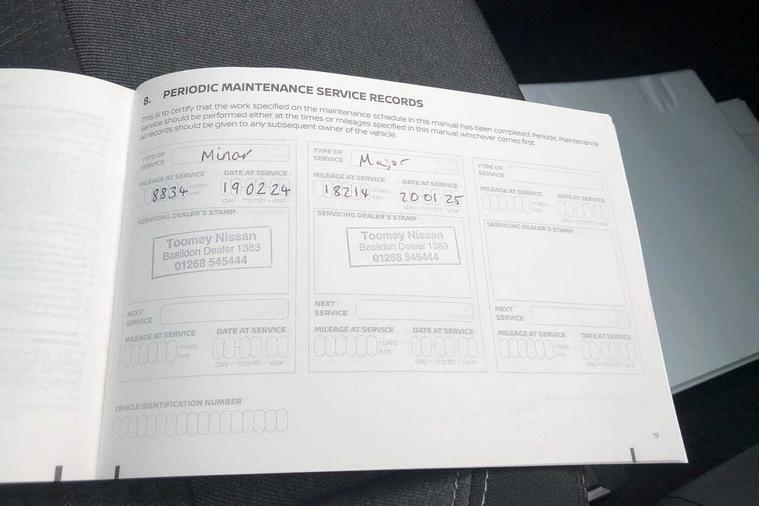 8. PERIODIC MAINTENANCE SERVICE RECORDS
This is to certify that the work specified on the maintenance schedule in this manual has been completed. Periodic Maintenance
Service should be performed either at the times or mileages specified in this manual, whichever comes first.
All records should be given to any subsequent owner of the vehicle.
TYPE OF
SERVICE
Minor
MILEAGE AT SERVICE
DATE AT SERVICE
8834
miles
km
19 02 24
day - month - year
SERVICING DEALER'S STAMP
Toomey Nissan
Basildon Dealer 1383
01268 545444
NEXT
SERVICE
MILEAGE AT SERVICE
DATE AT SERVICE
miles
km
day - month - year
TYPE OF
SERVICE
Major
MILEAGE AT SERVICE
DATE AT SERVICE
18214
miles
km
20 01 25
day - month - year
SERVICING DEALER'S STAMP
Toomey Nissan
Basildon Dealer 1383
01268 545444
NEXT
SERVICE
MILEAGE AT SERVICE
DATE AT SERVICE
miles
km
day - month - year
TYPE OF
SERVICE
MILEAGE AT SERVICE
DATE AT SERVICE
miles
km
day - month - year
SERVICING DEALER'S STAMP
NEXT
SERVICE
MILEAGE AT SERVICE
DATE AT SERVICE
miles
km
day - month - year
VEHICLE IDENTIFICATION NUMBER
19